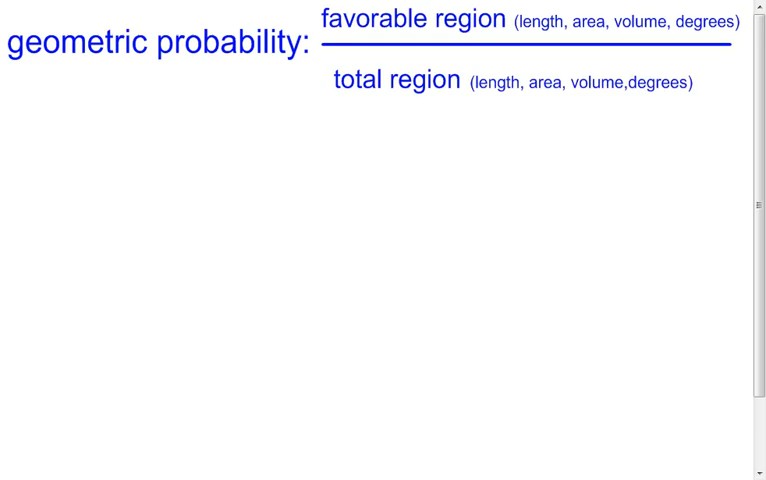 favorable region (length, area, volume, degrees)
geometric probability:
total region (length, area, volume,degrees)